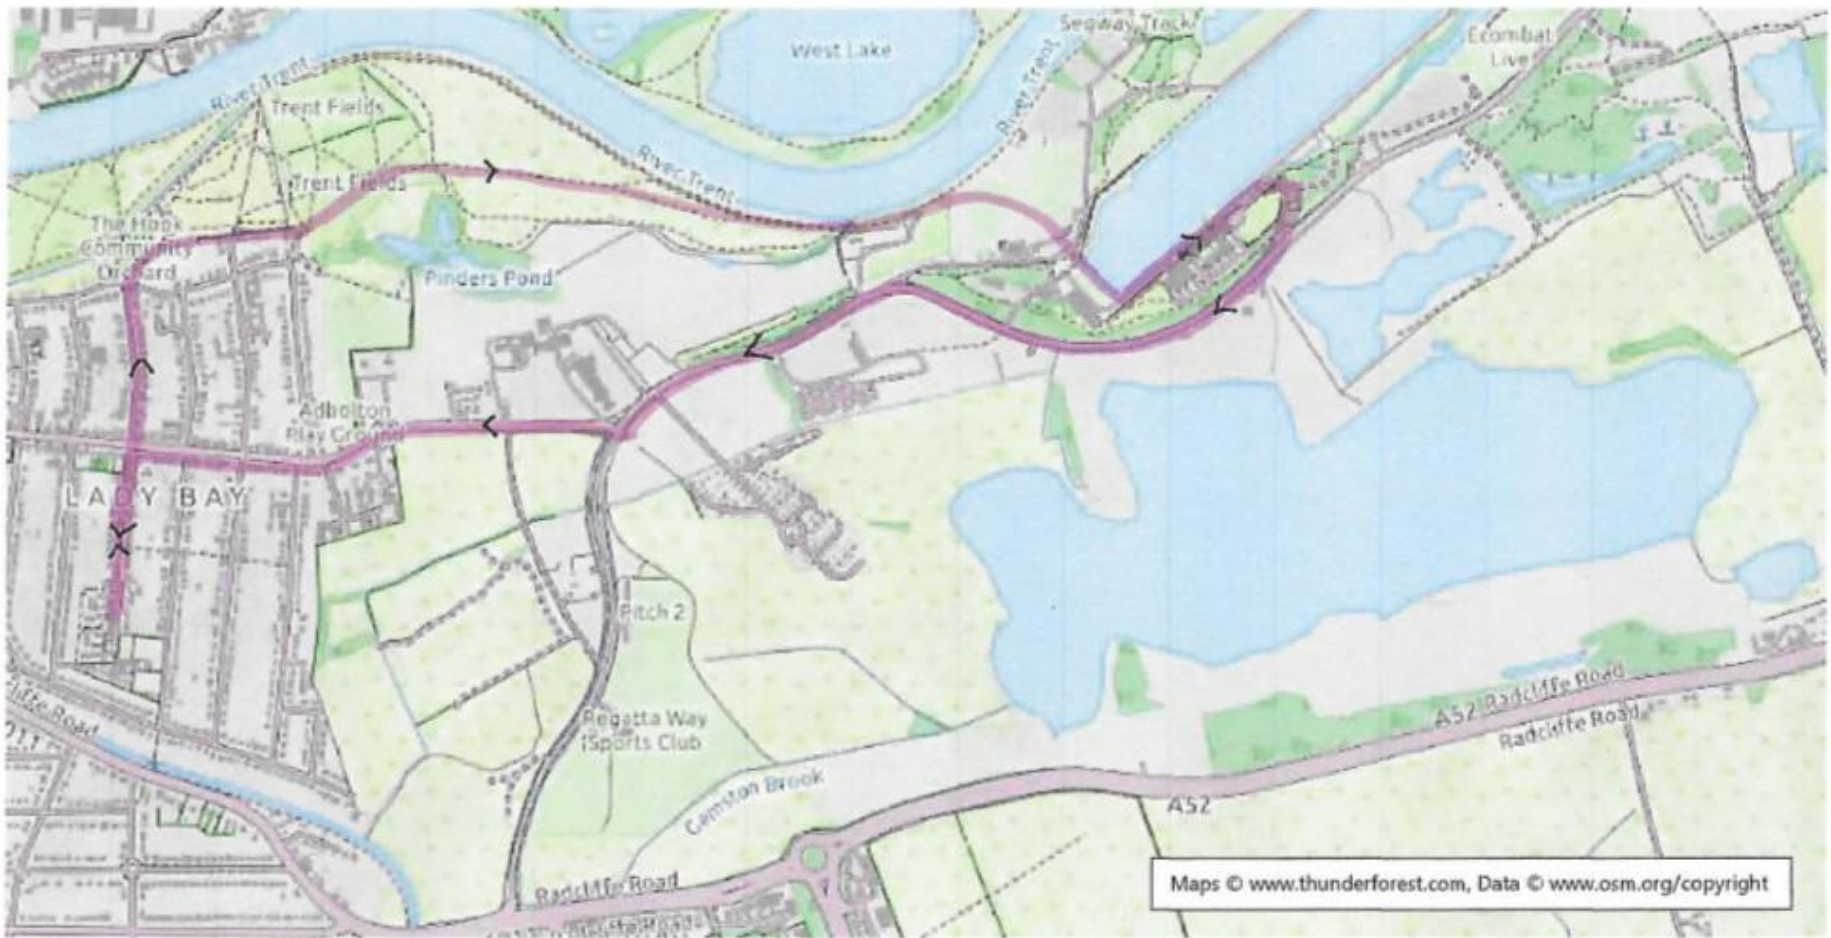 Segway Track
West Lake
Ecombat
Live
River Trent
Trent Fields
River Trent
River Trent
Trent Fields
The Hook
Community
Orchard
Pinders Pond
Adbolton
Play Ground
LADY BAY
Pitch 2
Regatta Way
Sports Club
cliffe Road
A52 Radcliffe Road
Radcliffe Road
Gamston Brook
A52
Radcliffe Road
Maps © www.thunderforest.com, Data © www.osm.org/copyright